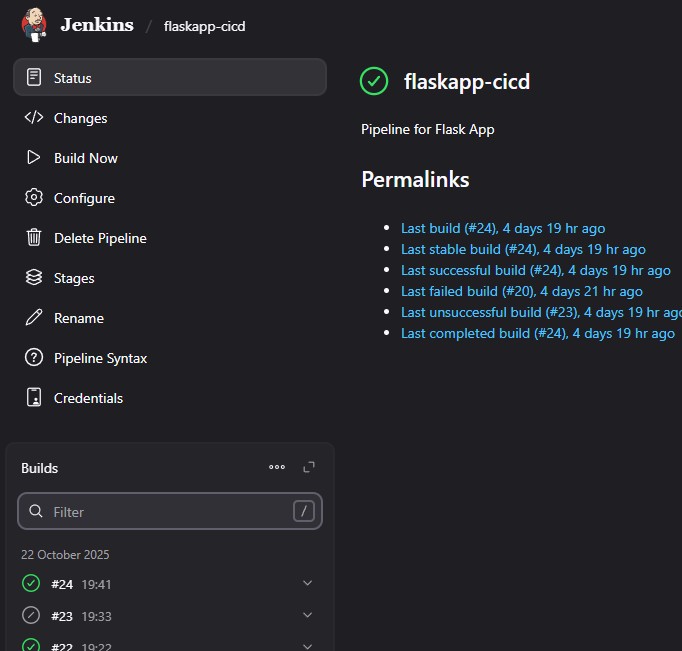 Jenkins / flaskapp-cicd
Status
Changes
Build Now
Configure
Delete Pipeline
Stages
Rename
Pipeline Syntax
Credentials
Builds
Filter /
22 October 2025
#24 19:41
#23 19:33
#22 19:22
flaskapp-cicd
Pipeline for Flask App
Permalinks
Last build (#24), 4 days 19 hr ago
Last stable build (#24), 4 days 19 hr ago
Last successful build (#24), 4 days 19 hr ago
Last failed build (#20), 4 days 21 hr ago
Last unsuccessful build (#23), 4 days 19 hr ago
Last completed build (#24), 4 days 19 hr ago